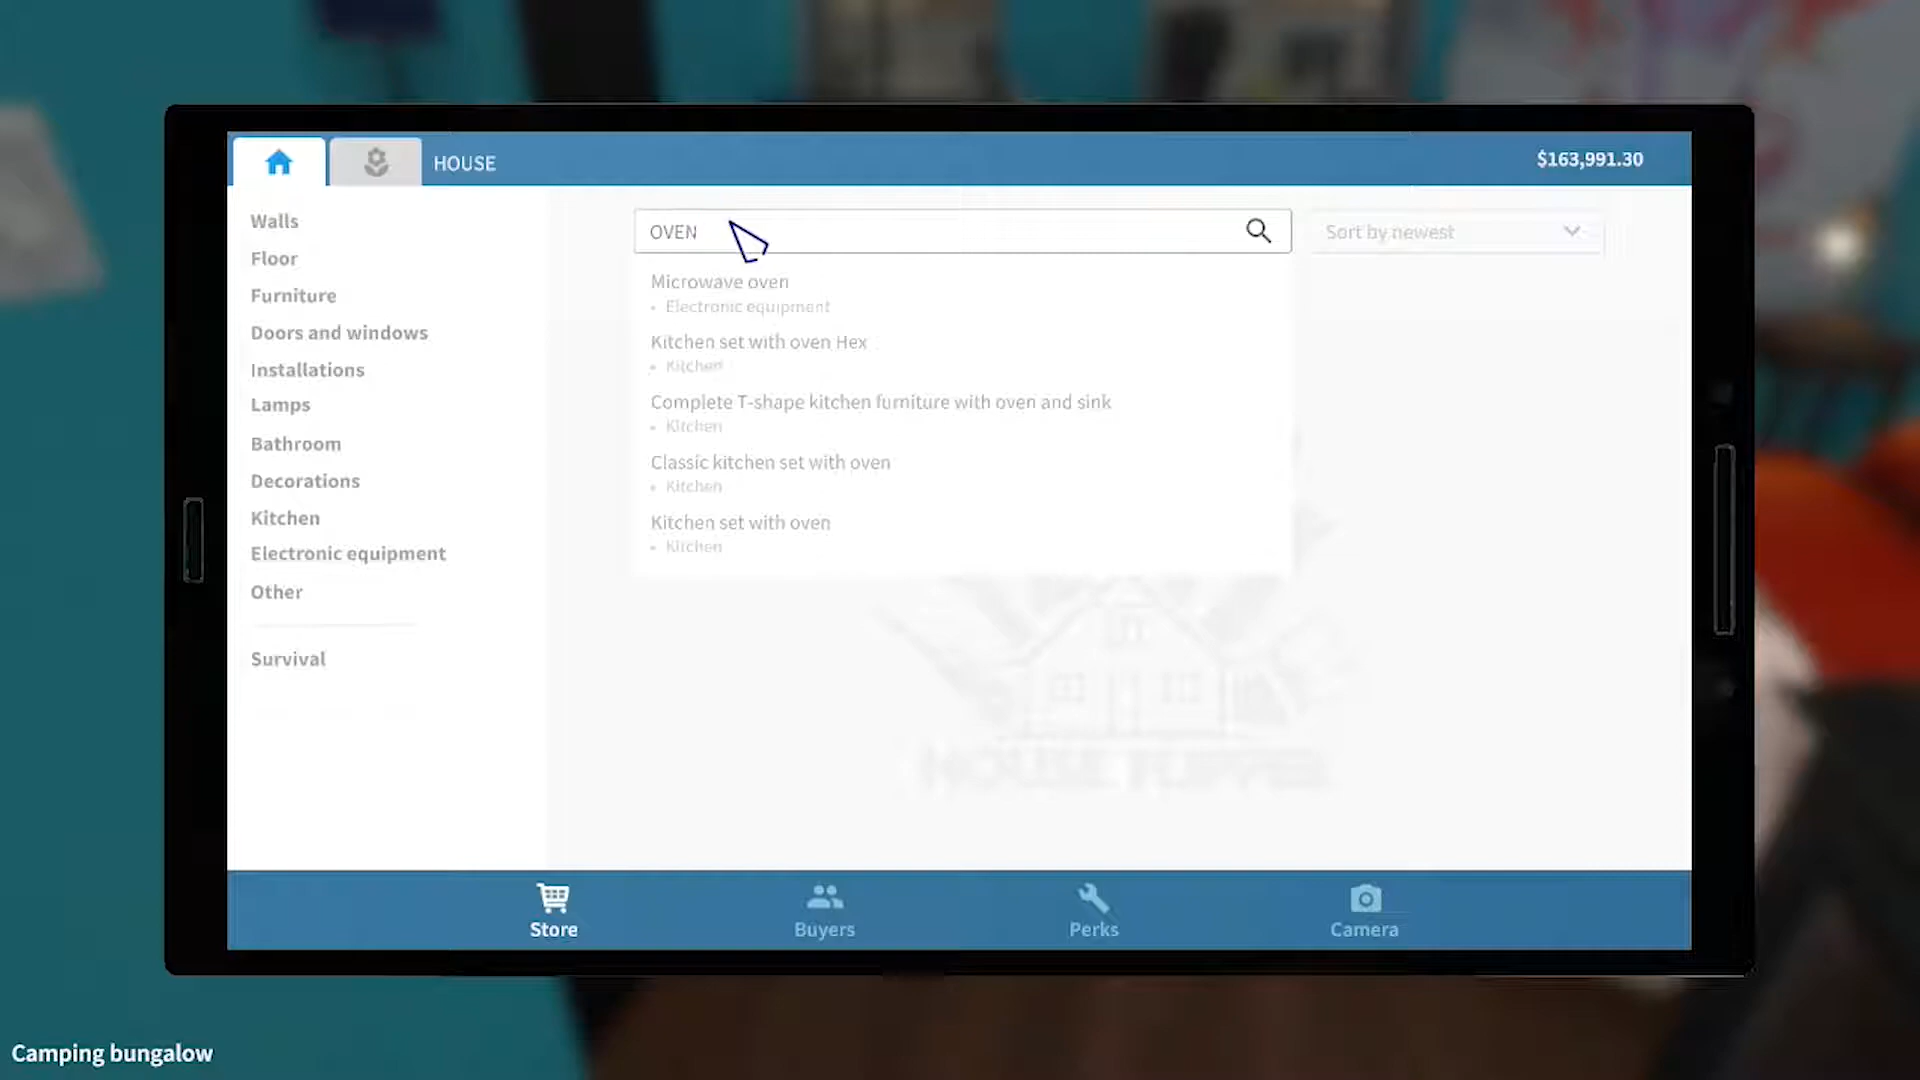 HOUSE
$163,991.30
Walls
Floor
Furniture
Doors and windows
Installations
Lamps
Bathroom
Decorations
Kitchen
Electronic equipment
Other
Survival
OVEN
Sort by newest
Microwave oven
• Electronic equipment
Kitchen set with oven Hex
• Kitchen
Complete T-shape kitchen furniture with oven and sink
• Kitchen
Classic kitchen set with oven
• Kitchen
Kitchen set with oven
• Kitchen
HOUSE FLIPPER
Store
Buyers
Perks
Camera
Camping bungalow